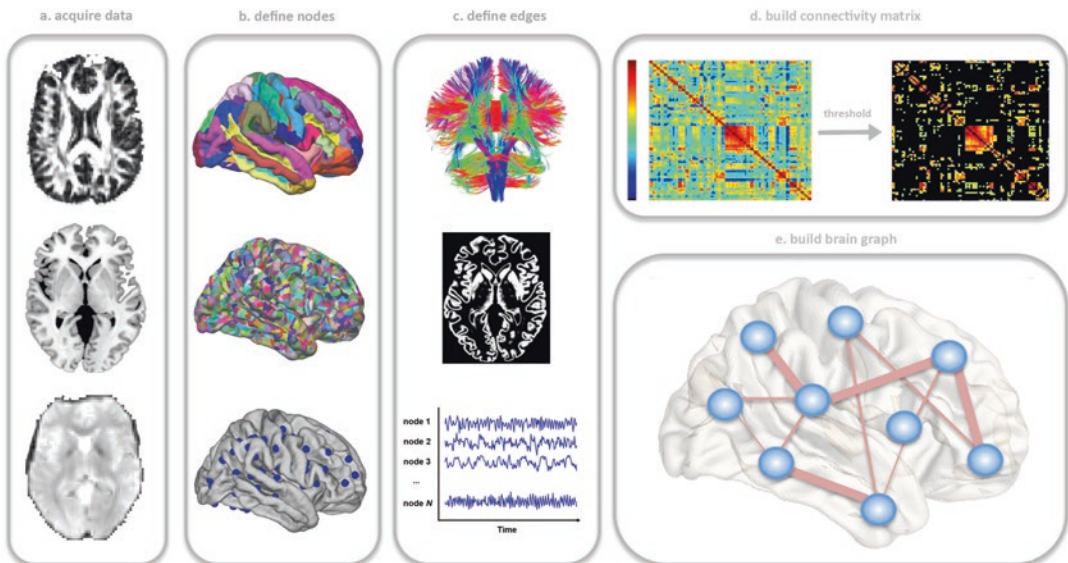 a. acquire data
b. define nodes
c. define edges
d. build connectivity matrix
threshold
e. build brain graph
node 1
node 2
node 3
...
node N
Time